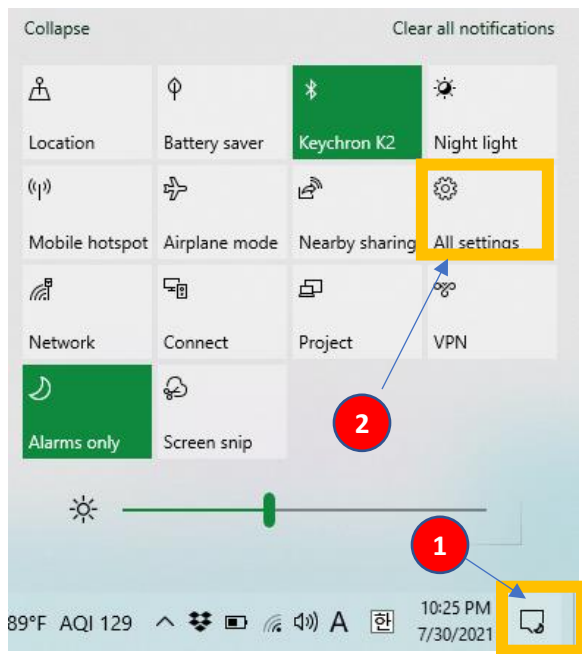 Collapse Clear all notifications
Location Battery saver Keychron K2 Night light
Mobile hotspot Airplane mode Nearby sharing All settings
Network Connect Project VPN
2
Alarms only Screen snip
1
89°F AQI 129 A 한 10:25 PM
7/30/2021